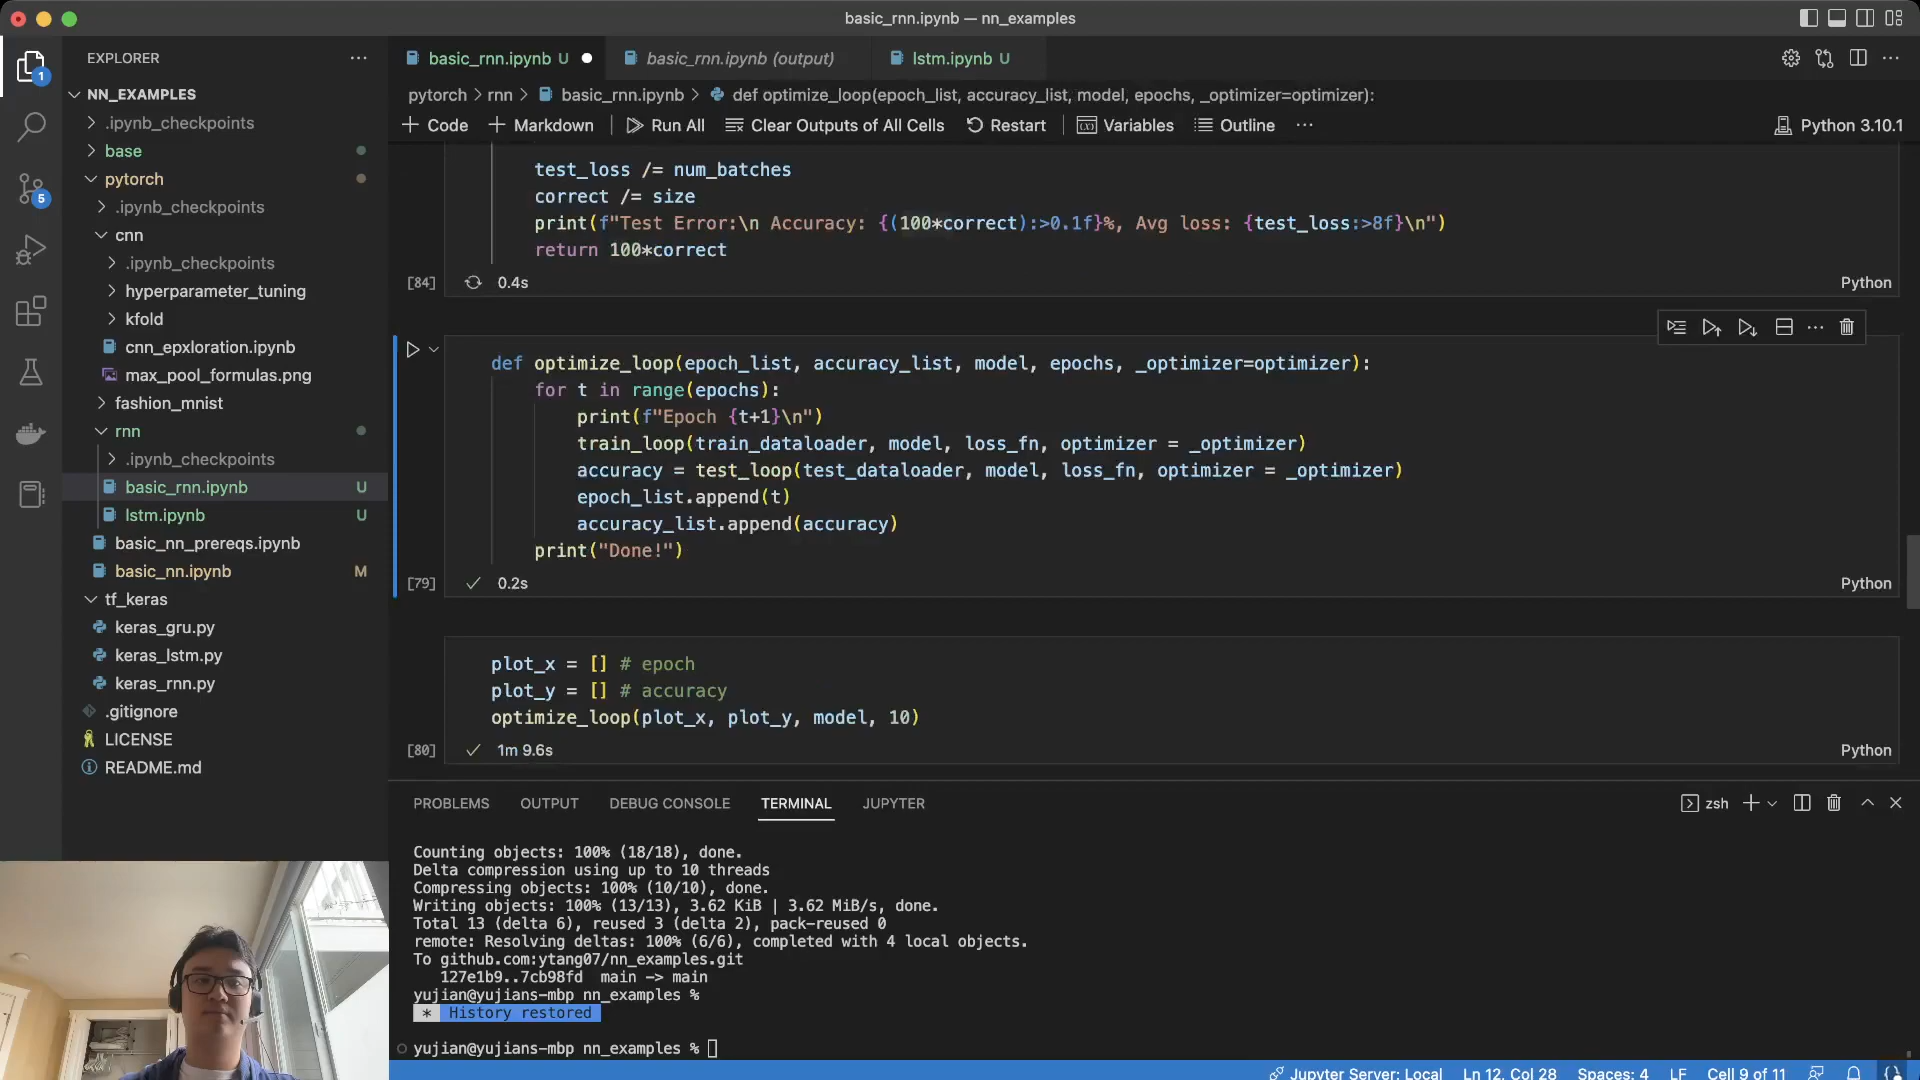 basic_rnn.ipynb — nn_examples
EXPLORER
NN_EXAMPLES
.ipynb_checkpoints
base
pytorch
.ipynb_checkpoints
cnn
.ipynb_checkpoints
hyperparameter_tuning
kfold
cnn_epxloration.ipynb
max_pool_formulas.png
fashion_mnist
rnn
.ipynb_checkpoints
basic_rnn.ipynb U
lstm.ipynb U
basic_nn_prereqs.ipynb
basic_nn.ipynb M
tf_keras
keras_gru.py
keras_lstm.py
keras_rnn.py
.gitignore
LICENSE
README.md
1
5
basic_rnn.ipynb U
basic_rnn.ipynb (output)
lstm.ipynb U
pytorch > rnn > basic_rnn.ipynb > def optimize_loop(epoch_list, accuracy_list, model, epochs, _optimizer=optimizer):
+ Code + Markdown Run All Clear Outputs of All Cells Restart Variables Outline ··· Python 3.10.1
test_loss /= num_batches
correct /= size
print(f"Test Error:\n Accuracy: {(100*correct):>0.1f}%, Avg loss: {test_loss:>8f}\n")
return 100*correct
[84] 0.4s Python
def optimize_loop(epoch_list, accuracy_list, model, epochs, _optimizer=optimizer):
for t in range(epochs):
print(f"Epoch {t+1}\n")
train_loop(train_dataloader, model, loss_fn, optimizer = _optimizer)
accuracy = test_loop(test_dataloader, model, loss_fn, optimizer = _optimizer)
epoch_list.append(t)
accuracy_list.append(accuracy)
print("Done!")
[79] 0.2s Python
plot_x = [] # epoch
plot_y = [] # accuracy
optimize_loop(plot_x, plot_y, model, 10)
[80] 1m 9.6s Python
PROBLEMS OUTPUT DEBUG CONSOLE TERMINAL JUPYTER zsh
Counting objects: 100% (18/18), done.
Delta compression using up to 10 threads
Compressing objects: 100% (10/10), done.
Writing objects: 100% (13/13), 3.62 KiB | 3.62 MiB/s, done.
Total 13 (delta 6), reused 3 (delta 2), pack-reused 0
remote: Resolving deltas: 100% (6/6), completed with 4 local objects.
To github.com:ytang07/nn_examples.git
127e1b9..7cb98fd main -> main
yujian@yujians-mbp nn_examples %
* History restored
yujian@yujians-mbp nn_examples %
Jupyter Server: Local Ln 12, Col 28 Spaces: 4 LF Cell 9 of 11